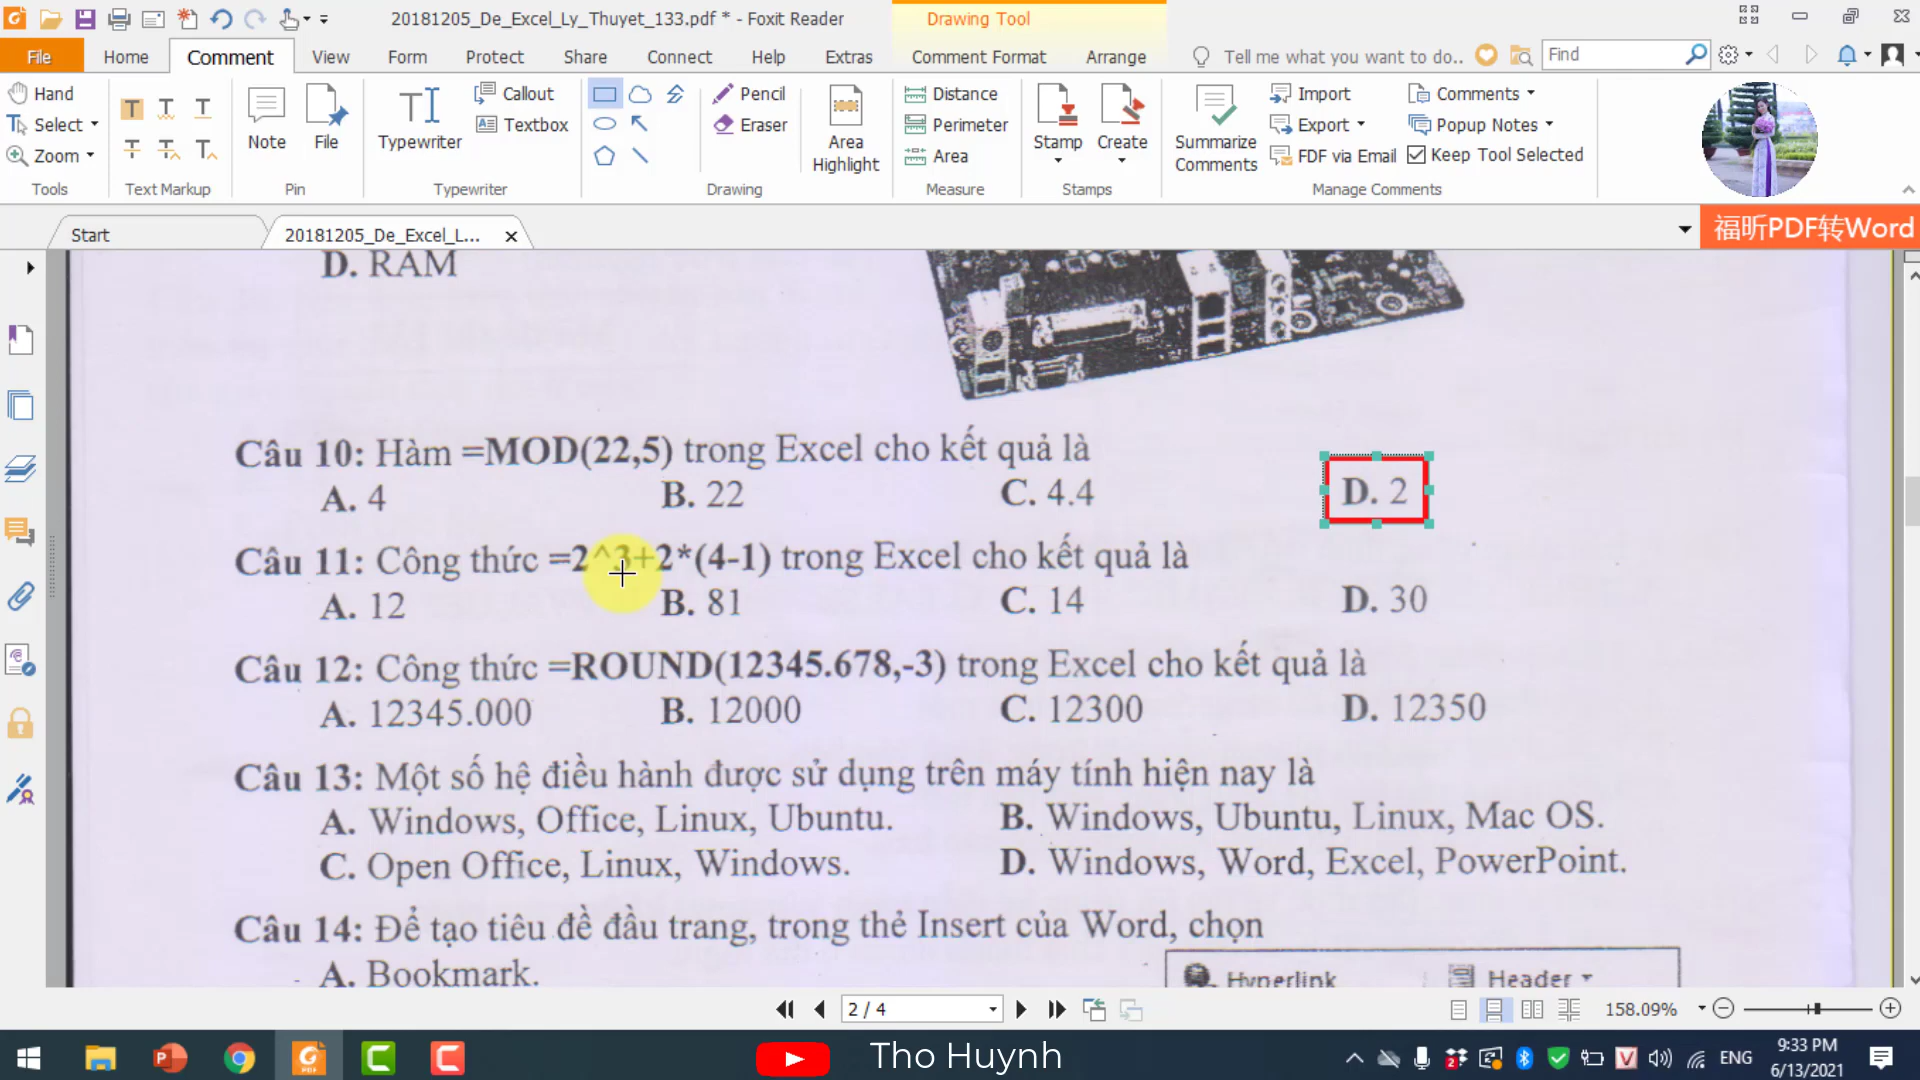 20181205_De_Excel_Ly_Thuyet_133.pdf * - Foxit Reader
Drawing Tool
File Home Comment View Form Protect Share Connect Help Extras Comment Format Arrange Tell me what you want to do.. Find
Hand
Select
Zoom
Tools
Text Markup
Note
File
Pin
Typewriter
Callout
Textbox
Typewriter
Pencil
Eraser
Drawing
Area
Highlight
Distance
Perimeter
Area
Measure
Stamp
Create
Stamps
Summarize
Comments
Import
Export
FDF via Email
Comments
Popup Notes
Keep Tool Selected
Manage Comments
Start
20181205_De_Excel_L...
福昕PDF转Word
D. RAM
Câu 10: Hàm =MOD(22,5) trong Excel cho kết quả là
A. 4 B. 22 C. 4.4 D. 2
Câu 11: Công thức =2^3+2*(4-1) trong Excel cho kết quả là
A. 12 B. 81 C. 14 D. 30
Câu 12: Công thức =ROUND(12345.678,-3) trong Excel cho kết quả là
A. 12345.000 B. 12000 C. 12300 D. 12350
Câu 13: Một số hệ điều hành được sử dụng trên máy tính hiện nay là
A. Windows, Office, Linux, Ubuntu. B. Windows, Ubuntu, Linux, Mac OS.
C. Open Office, Linux, Windows. D. Windows, Word, Excel, PowerPoint.
Câu 14: Để tạo tiêu đề đầu trang, trong thẻ Insert của Word, chọn
A. Bookmark. Hyperlink Header
2 / 4
158.09%
Tho Huynh
ENG
9:33 PM
6/13/2021